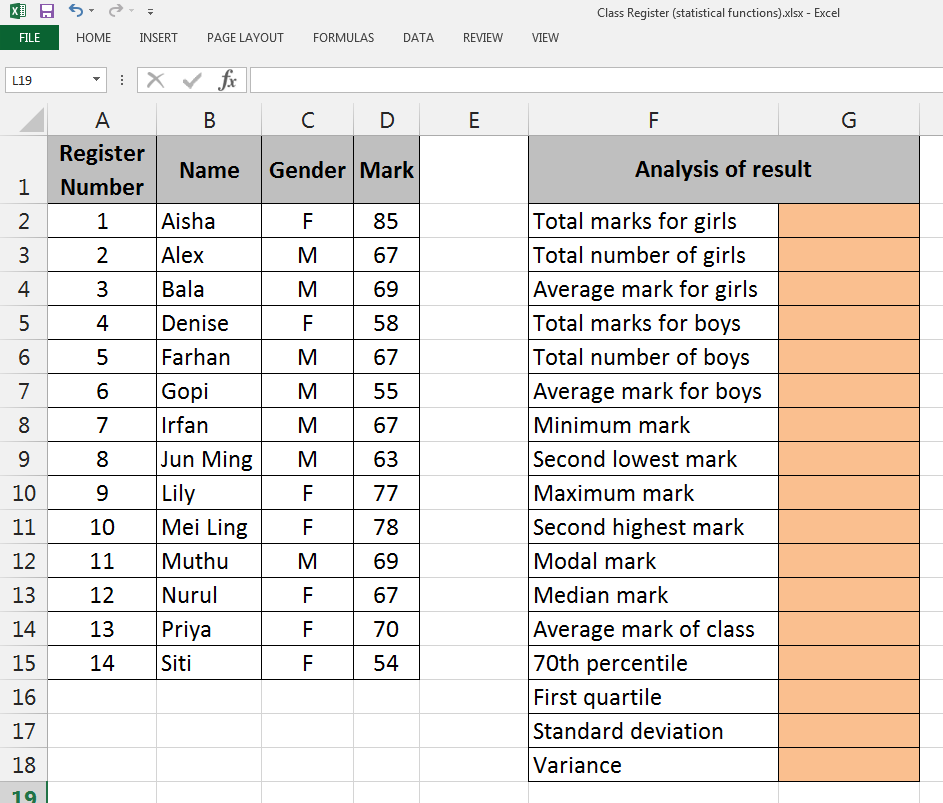 Class Register (statistical functions).xlsx - Excel
FILE HOME INSERT PAGE LAYOUT FORMULAS DATA REVIEW VIEW
L19 fx
A B C D E F G
1 Register Number Name Gender Mark Analysis of result
2 1 Aisha F 85 Total marks for girls
3 2 Alex M 67 Total number of girls
4 3 Bala M 69 Average mark for girls
5 4 Denise F 58 Total marks for boys
6 5 Farhan M 67 Total number of boys
7 6 Gopi M 55 Average mark for boys
8 7 Irfan M 67 Minimum mark
9 8 Jun Ming M 63 Second lowest mark
10 9 Lily F 77 Maximum mark
11 10 Mei Ling F 78 Second highest mark
12 11 Muthu M 69 Modal mark
13 12 Nurul F 67 Median mark
14 13 Priya F 70 Average mark of class
15 14 Siti F 54 70th percentile
16 First quartile
17 Standard deviation
18 Variance
19